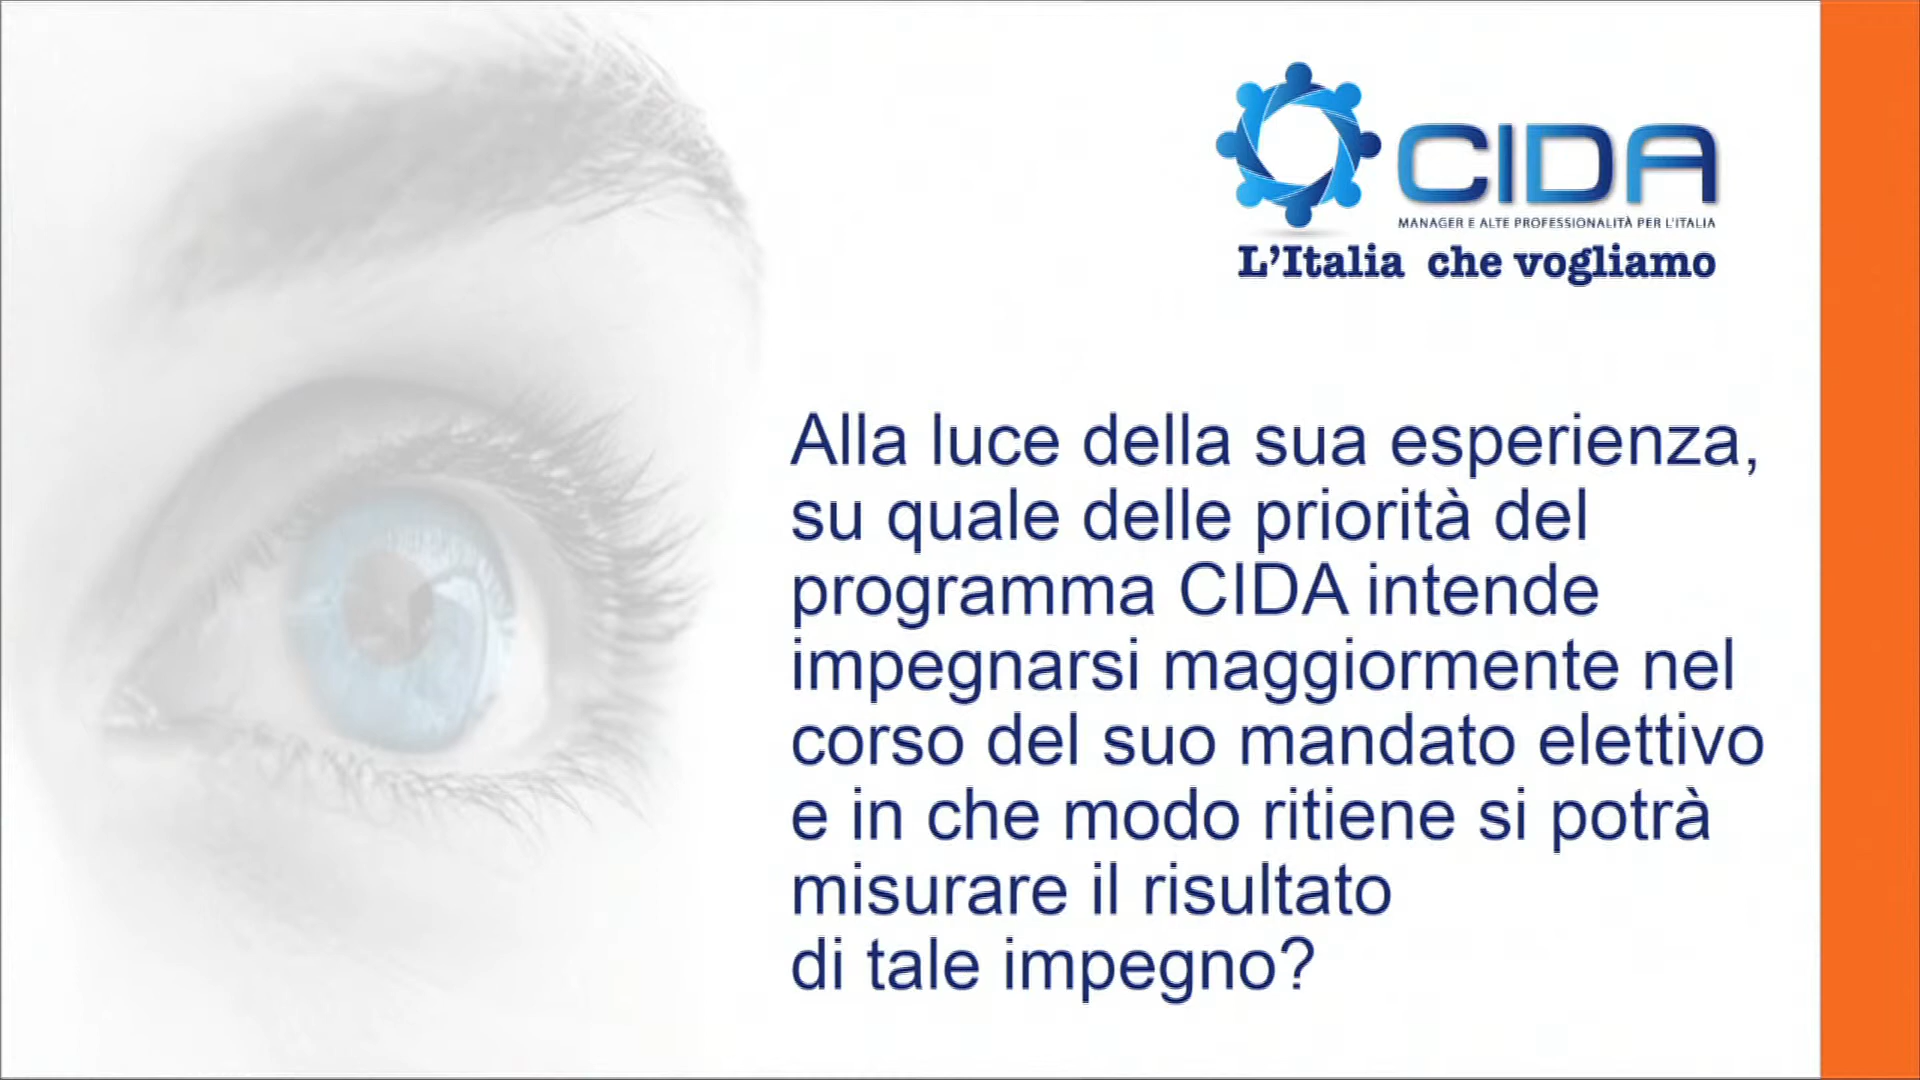 CIDA
MANAGER E ALTE PROFESSIONALITÀ PER L'ITALIA
L'Italia che vogliamo
Alla luce della sua esperienza,
su quale delle priorità del
programma CIDA intende
impegnarsi maggiormente nel
corso del suo mandato elettivo
e in che modo ritiene si potrà
misurare il risultato
di tale impegno?